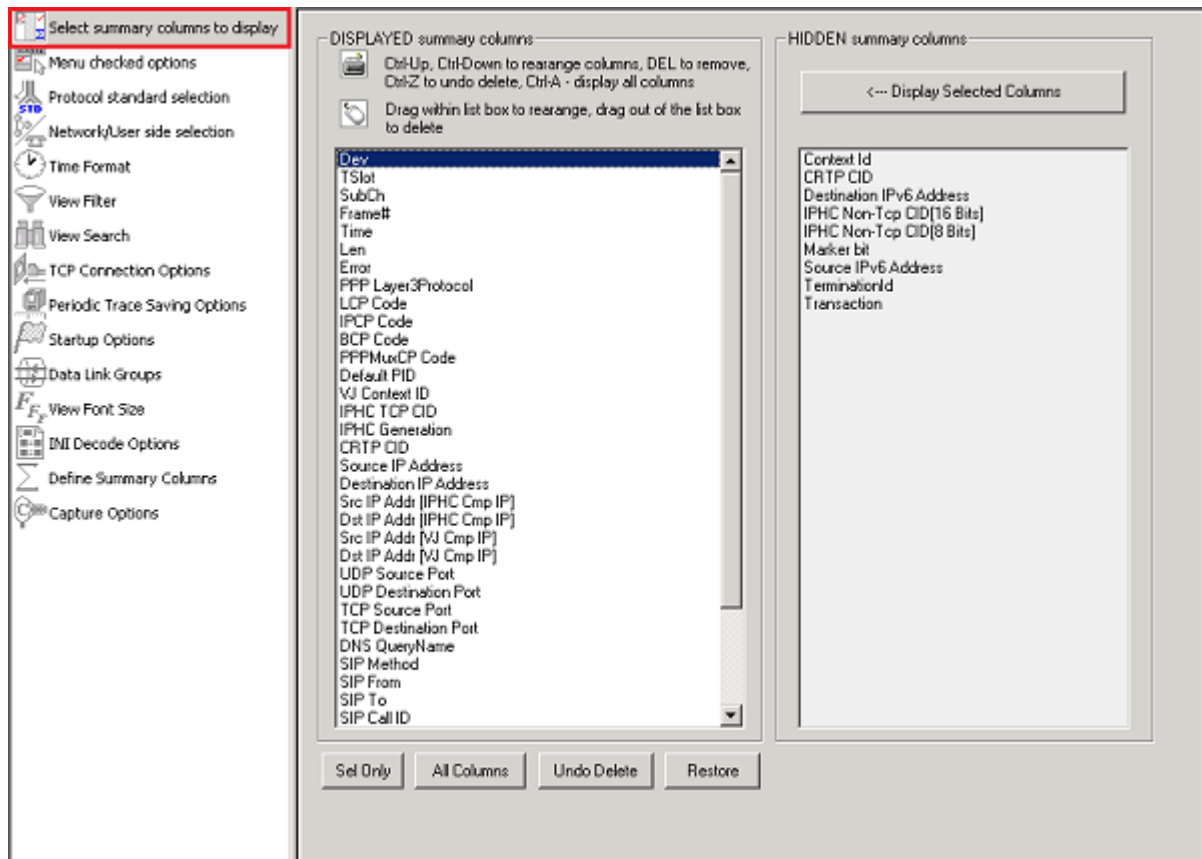 Select summary columns to display
Menu checked options
STD
Protocol standard selection
Network/User side selection
Time Format
View Filter
View Search
TCP Connection Options
Periodic Trace Saving Options
Startup Options
Data Link Groups
View Font Size
INI Decode Options
Define Summary Columns
Capture Options
DISPLAYED summary columns
Ctrl-Up, Ctrl-Down to rearange columns, DEL to remove,
Ctrl-Z to undo delete, Ctrl-A - display all columns
Drag within list box to rearange, drag out of the list box
to delete
Dev
TSlot
SubCh
Frame#
Time
Len
Error
PPP Layer3Protocol
LCP Code
IPCP Code
BCP Code
PPPMuxCP Code
Default PID
VJ Context ID
IPHC TCP CID
IPHC Generation
CRTP CID
Source IP Address
Destination IP Address
Src IP Addr [IPHC Cmp IP]
Dst IP Addr [IPHC Cmp IP]
Src IP Addr [VJ Cmp IP]
Dst IP Addr [VJ Cmp IP]
UDP Source Port
UDP Destination Port
TCP Source Port
TCP Destination Port
DNS QueryName
SIP Method
SIP From
SIP To
SIP Call ID
Sel Only
All Columns
Undo Delete
Restore
HIDDEN summary columns
<--- Display Selected Columns
Context Id
CRTP CID
Destination IPv6 Address
IPHC Non-Tcp CID[16 Bits]
IPHC Non-Tcp CID[8 Bits]
Marker bit
Source IPv6 Address
TerminationId
Transaction